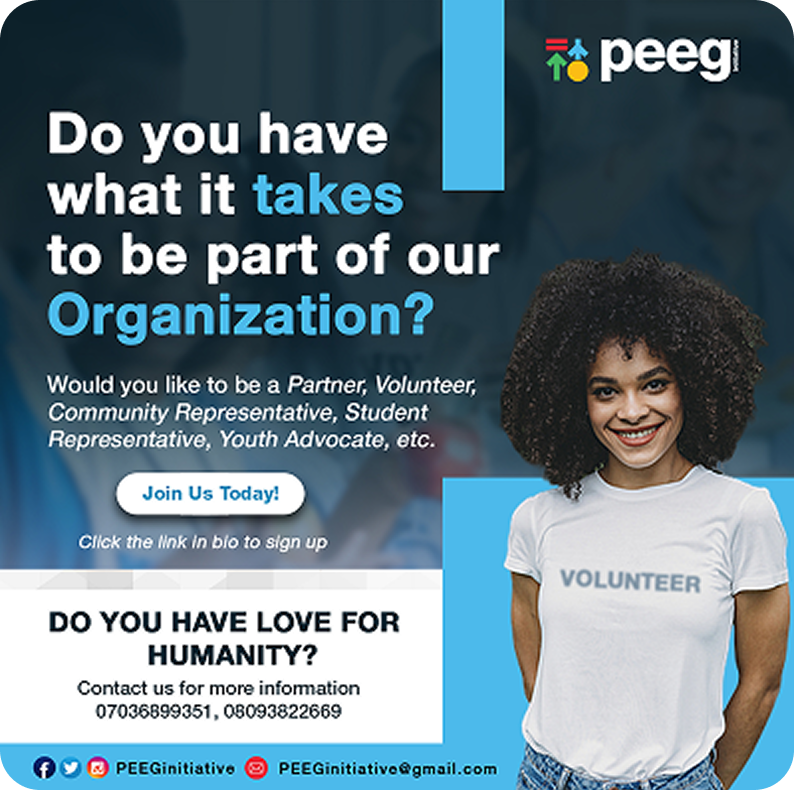 peeg
initiative
Do you have
what it takes
to be part of our
Organization?
Would you like to be a Partner, Volunteer,
Community Representative, Student
Representative, Youth Advocate, etc.
Join Us Today!
Click the link in bio to sign up
VOLUNTEER
DO YOU HAVE LOVE FOR
HUMANITY?
Contact us for more information
07036899351, 08093822669
PEEGinitiative PEEGinitiative@gmail.com